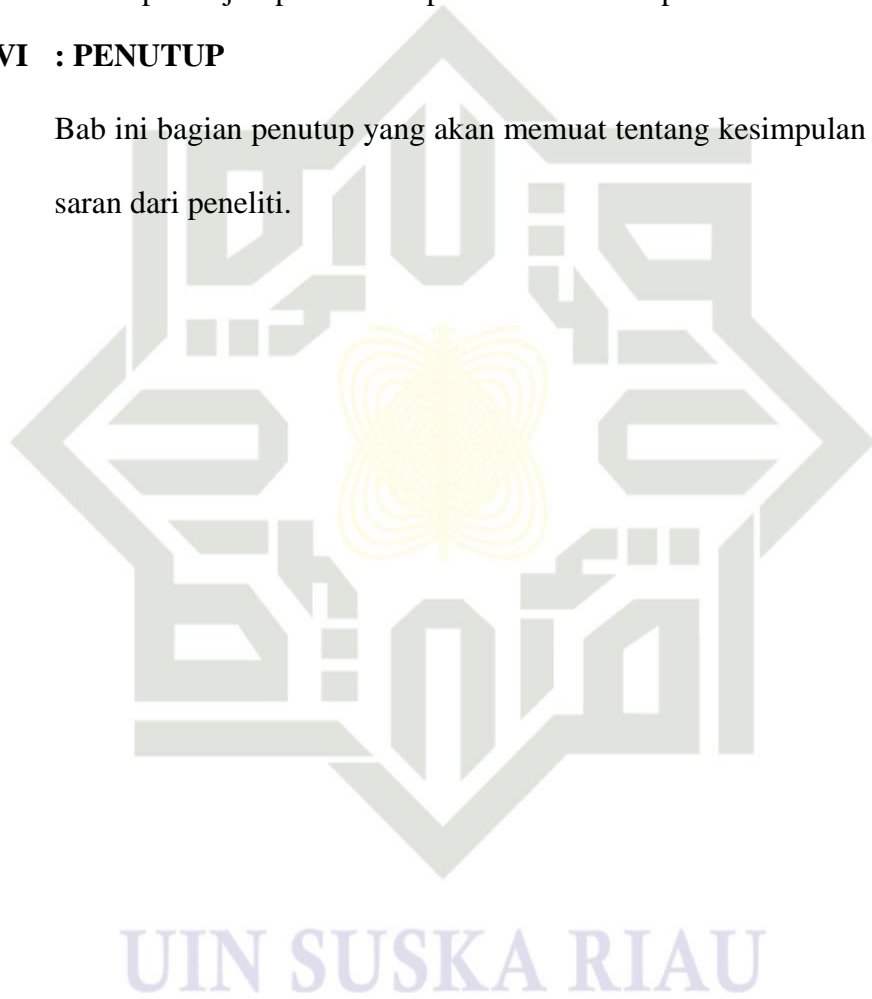 VI : PENUTUP
Bab ini bagian penutup yang akan memuat tentang kesimpulan
saran dari peneliti.
UIN SUSKA RIAU